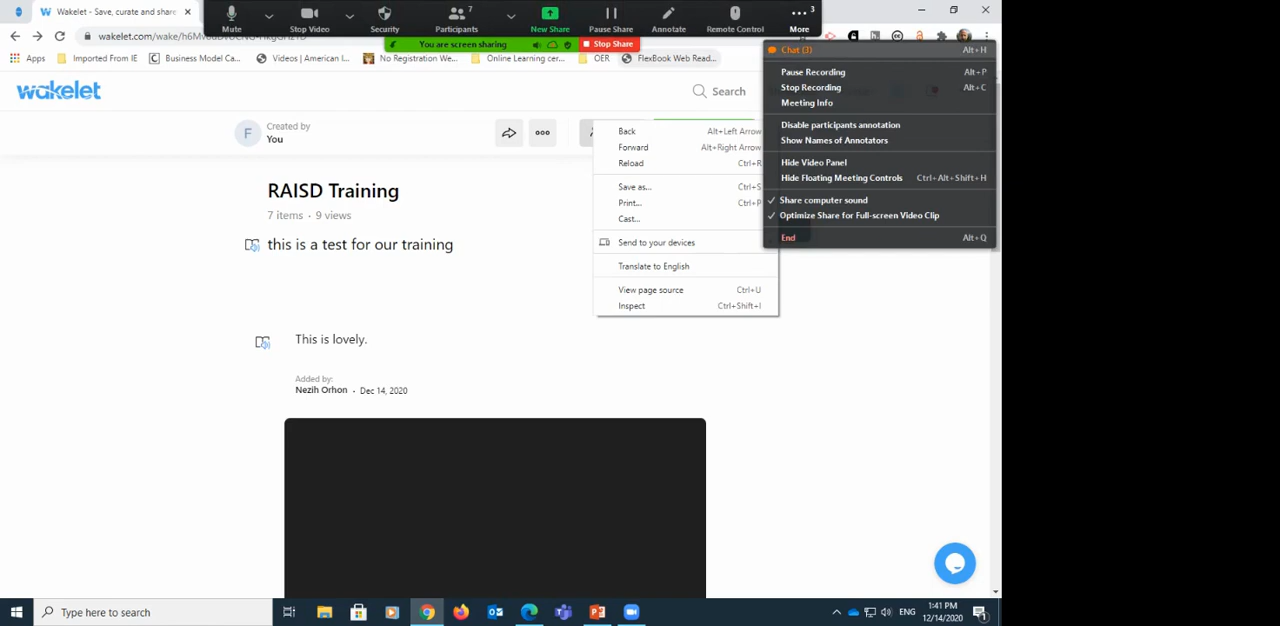 Wakelet - Save, curate and share
Mute
Stop Video
Security
7
Participants
New Share
Pause Share
Annotate
Remote Control
3
More
wakelet.com/wake/
You are screen sharing
Stop Share
Apps
Imported From IE
Business Model Ca...
Videos | American I...
No Registration We...
Online Learning cer...
OER
FlexBook Web Read...
Chat (3) Alt+H
Pause Recording Alt+P
Stop Recording Alt+C
Meeting Info
Disable participants annotation
Show Names of Annotators
Hide Video Panel
Hide Floating Meeting Controls Ctrl+Alt+Shift+H
Share computer sound
Optimize Share for Full-screen Video Clip
End Alt+Q
wakelet
Search
F
Created by
You
Back Alt+Left Arrow
Forward Alt+Right Arrow
Reload Ctrl+R
Save as... Ctrl+S
Print... Ctrl+P
Cast...
Send to your devices
Translate to English
View page source Ctrl+U
Inspect Ctrl+Shift+I
RAISD Training
7 items · 9 views
this is a test for our training
This is lovely.
Added by:
Nezih Orhon · Dec 14, 2020
Type here to search
ENG
1:41 PM
12/14/2020